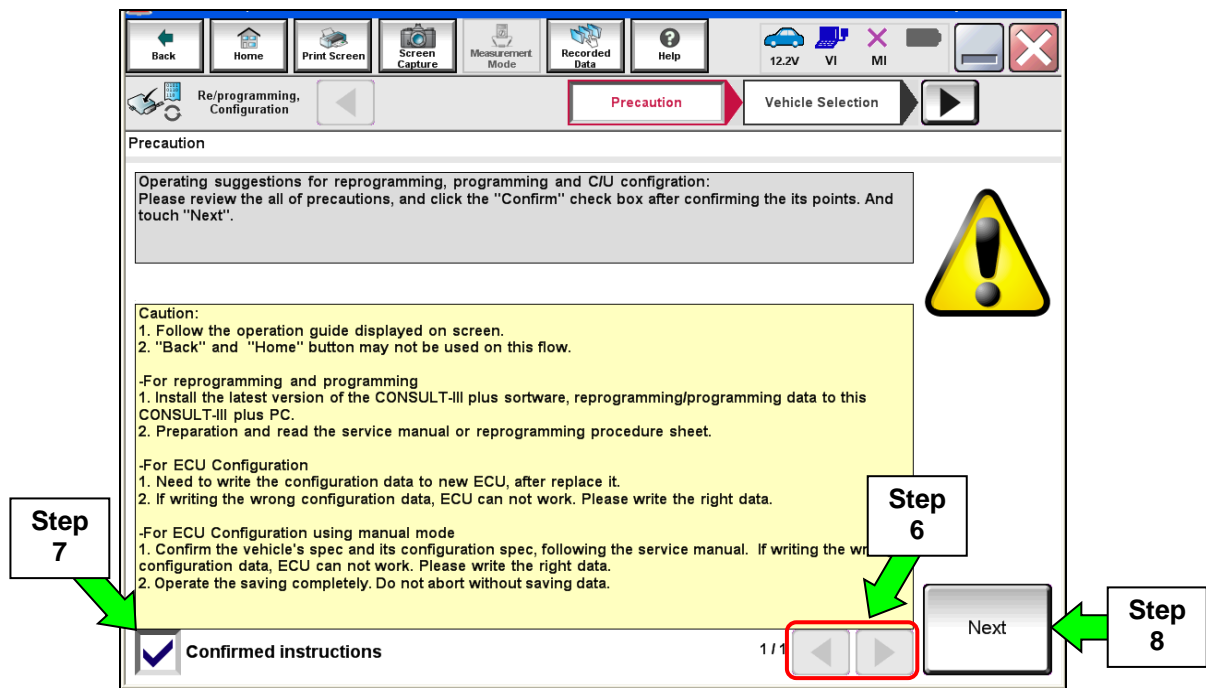 Back
Home
Print Screen
Screen
Capture
Measurement
Mode
Recorded
Data
Help
12.2V
VI
MI
Re/programming,
Configuration
Precaution
Vehicle Selection
Precaution
Operating suggestions for reprogramming, programming and C/U configration:
Please review the all of precautions, and click the "Confirm" check box after confirming the its points. And
touch "Next".
Caution:
1. Follow the operation guide displayed on screen.
2. "Back" and "Home" button may not be used on this flow.
-For reprogramming and programming
1. Install the latest version of the CONSULT-III plus sortware, reprogramming/programming data to this
CONSULT-III plus PC.
2. Preparation and read the service manual or reprogramming procedure sheet.
-For ECU Configuration
1. Need to write the configuration data to new ECU, after replace it.
2. If writing the wrong configuration data, ECU can not work. Please write the right data.
-For ECU Configuration using manual mode
1. Confirm the vehicle's spec and its configuration spec, following the service manual. If writing the
configuration data, ECU can not work. Please write the right data.
2. Operate the saving completely. Do not abort without saving data.
Step
6
Step
7
Confirmed instructions
1/1
Next
Step
8